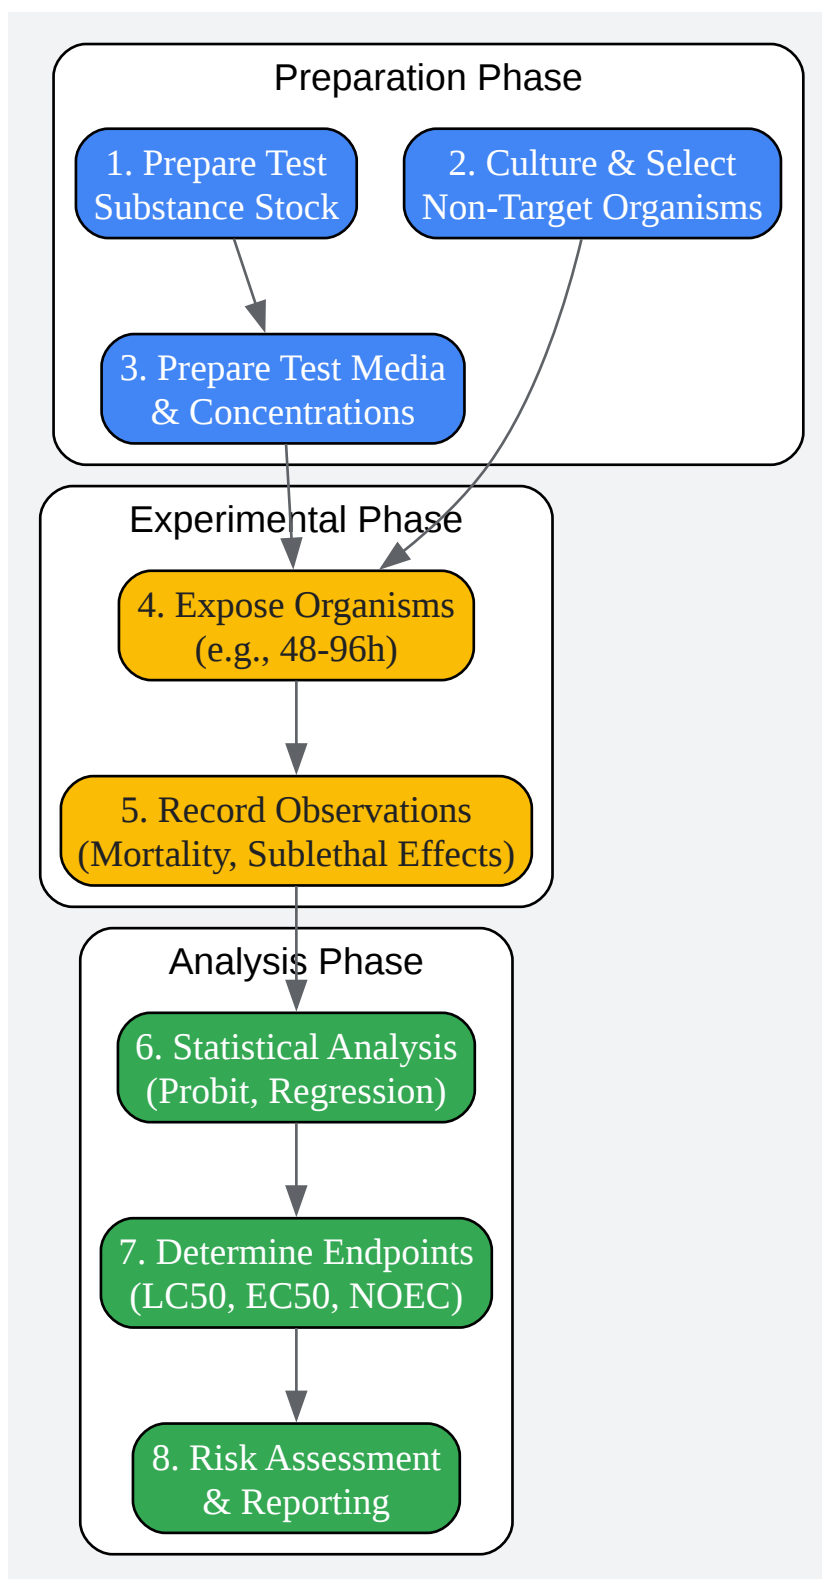 Preparation Phase
1. Prepare Test
Substance Stock
2. Culture & Select
Non-Target Organisms
3. Prepare Test Media
& Concentrations
Experimental Phase
4. Expose Organisms
(e.g., 48-96h)
5. Record Observations
(Mortality, Sublethal Effects)
Analysis Phase
6. Statistical Analysis
(Probit, Regression)
7. Determine Endpoints
(LC50, EC50, NOEC)
8. Risk Assessment
& Reporting